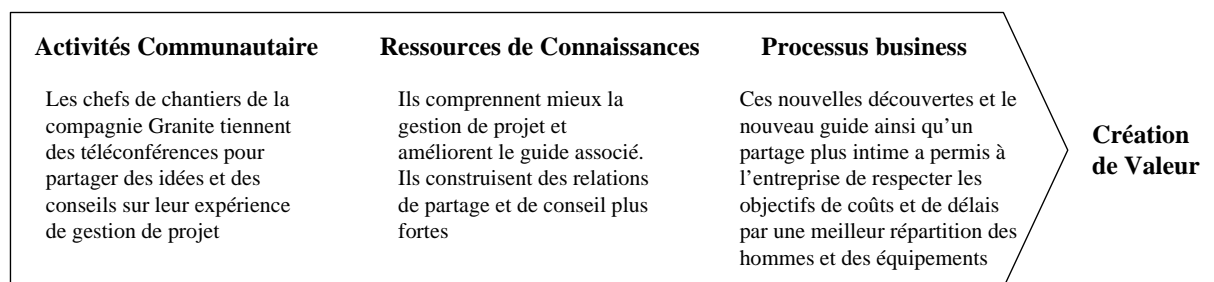 Activités Communautaire
Les chefs de chantiers de la
compagnie Granite tiennent
des téléconférences pour
partager des idées et des
conseils sur leur expérience
de gestion de projet
Ressources de Connaissances
Ils comprennent mieux la
gestion de projet et
améliorent le guide associé.
Ils construisent des relations
de partage et de conseil plus
fortes
Processus business
Ces nouvelles découvertes et le
nouveau guide ainsi qu'un
partage plus intime a permis à
l'entreprise de respecter les
objectifs de coûts et de délais
par une meilleur répartition des
hommes et des équipements
Création
de Valeur